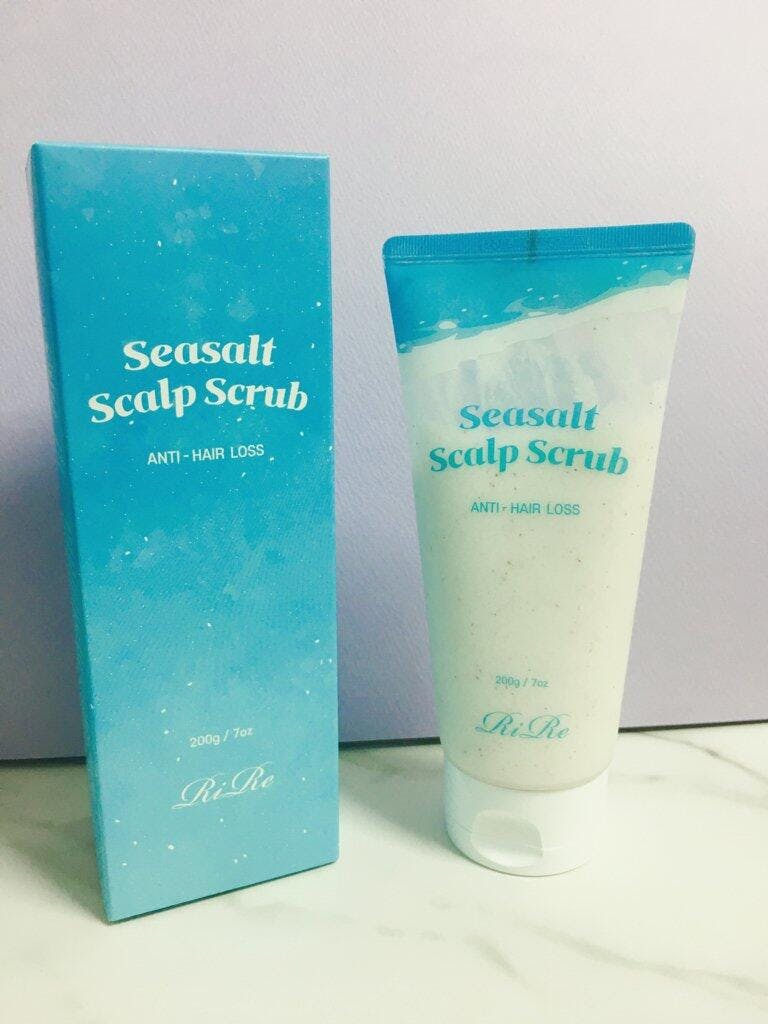 Seasalt
Scalp Scrub
ANTI - HAIR LOSS
200g / 7oz
RiRe
Seasalt
Scalp Scrub
ANTI - HAIR LOSS
200g / 7oz
RiRe